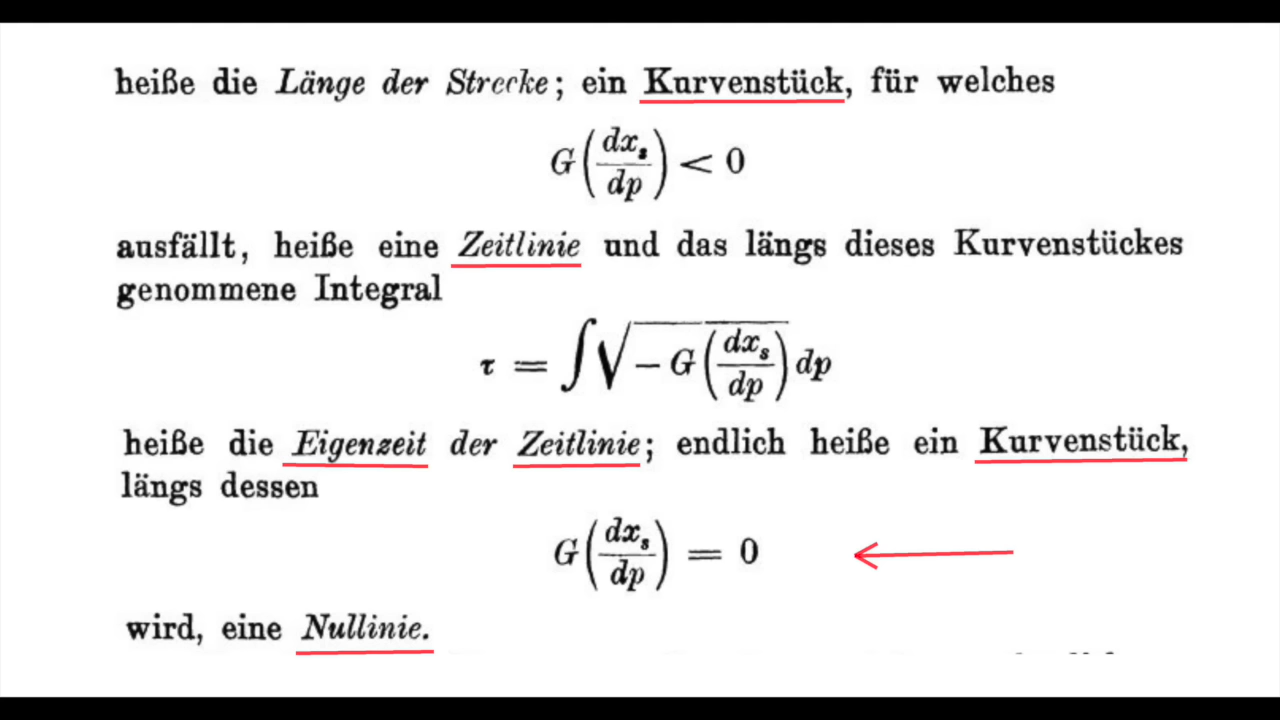 heiße die Länge der Strecke; ein Kurvenstück, für welches
G(dx_s/dp) < 0
ausfällt, heiße eine Zeitlinie und das längs dieses Kurvenstückes
genommene Integral
τ = ∫√(−G(dx_s/dp)) dp
heiße die Eigenzeit der Zeitlinie; endlich heiße ein Kurvenstück,
längs dessen
G(dx_s/dp) = 0
wird, eine Nullinie.